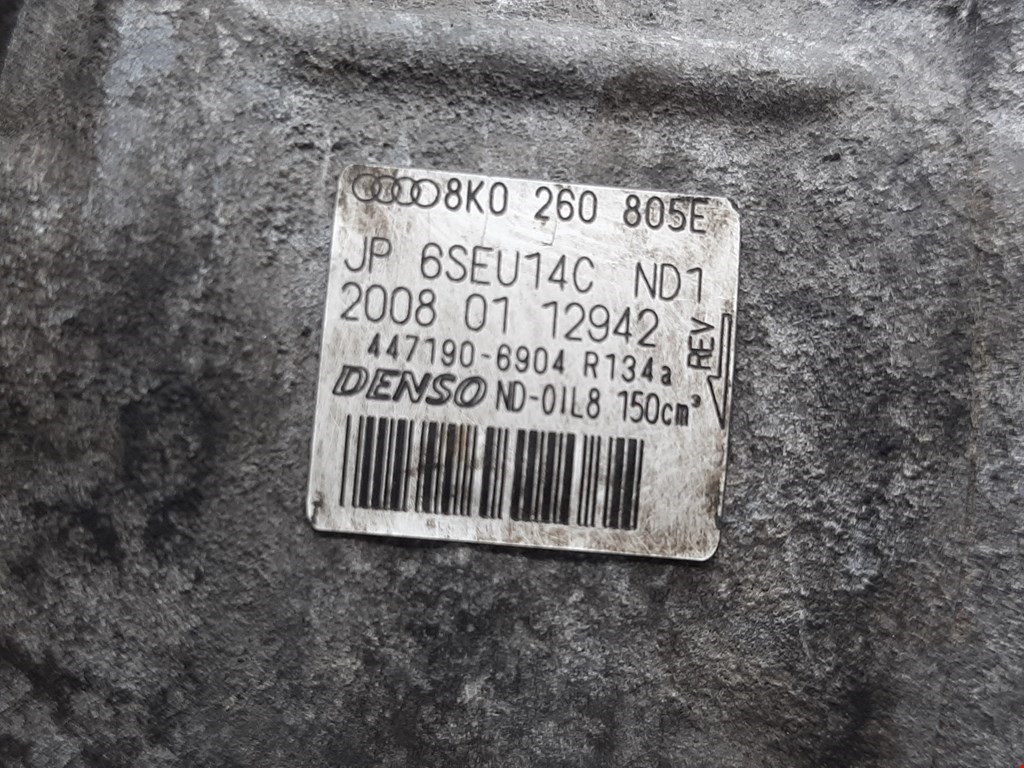 8K0 260 805E
JP 6SEU14C ND1
2008 01 12942
447190-6904 R134a
DENSO ND-OIL8 150cm³
REV